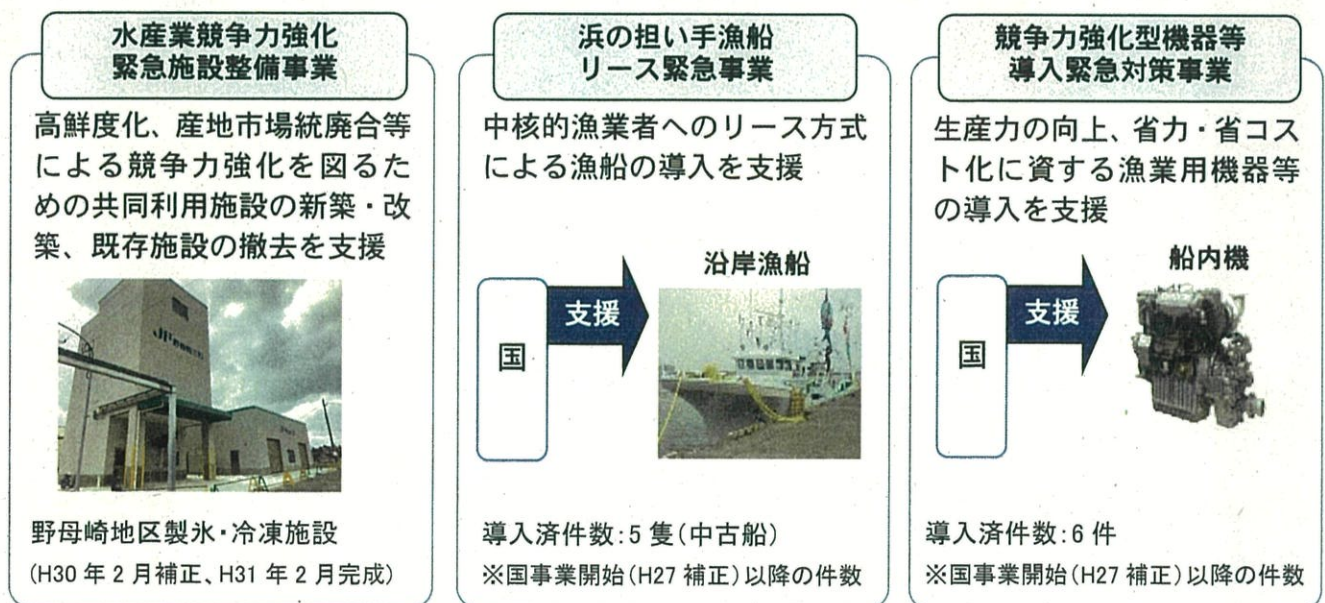 水産業競争力強化
緊急施設整備事業
高鮮度化、産地市場統廃合等
による競争力強化を図るた
めの共同利用施設の新築・改
築、既存施設の撤去を支援
野母崎地区製氷・冷凍施設
(H30年2月補正、H31年2月完成)
浜の担い手漁船
リース緊急事業
中核的漁業者へのリース方式
による漁船の導入を支援
国
支援
沿岸漁船
導入済件数:5隻(中古船)
※国事業開始(H27補正)以降の件数
競争力強化型機器等
導入緊急対策事業
生産力の向上、省力・省コス
ト化に資する漁業用機器等
の導入を支援
国
支援
船内機
導入済件数:6件
※国事業開始(H27補正)以降の件数